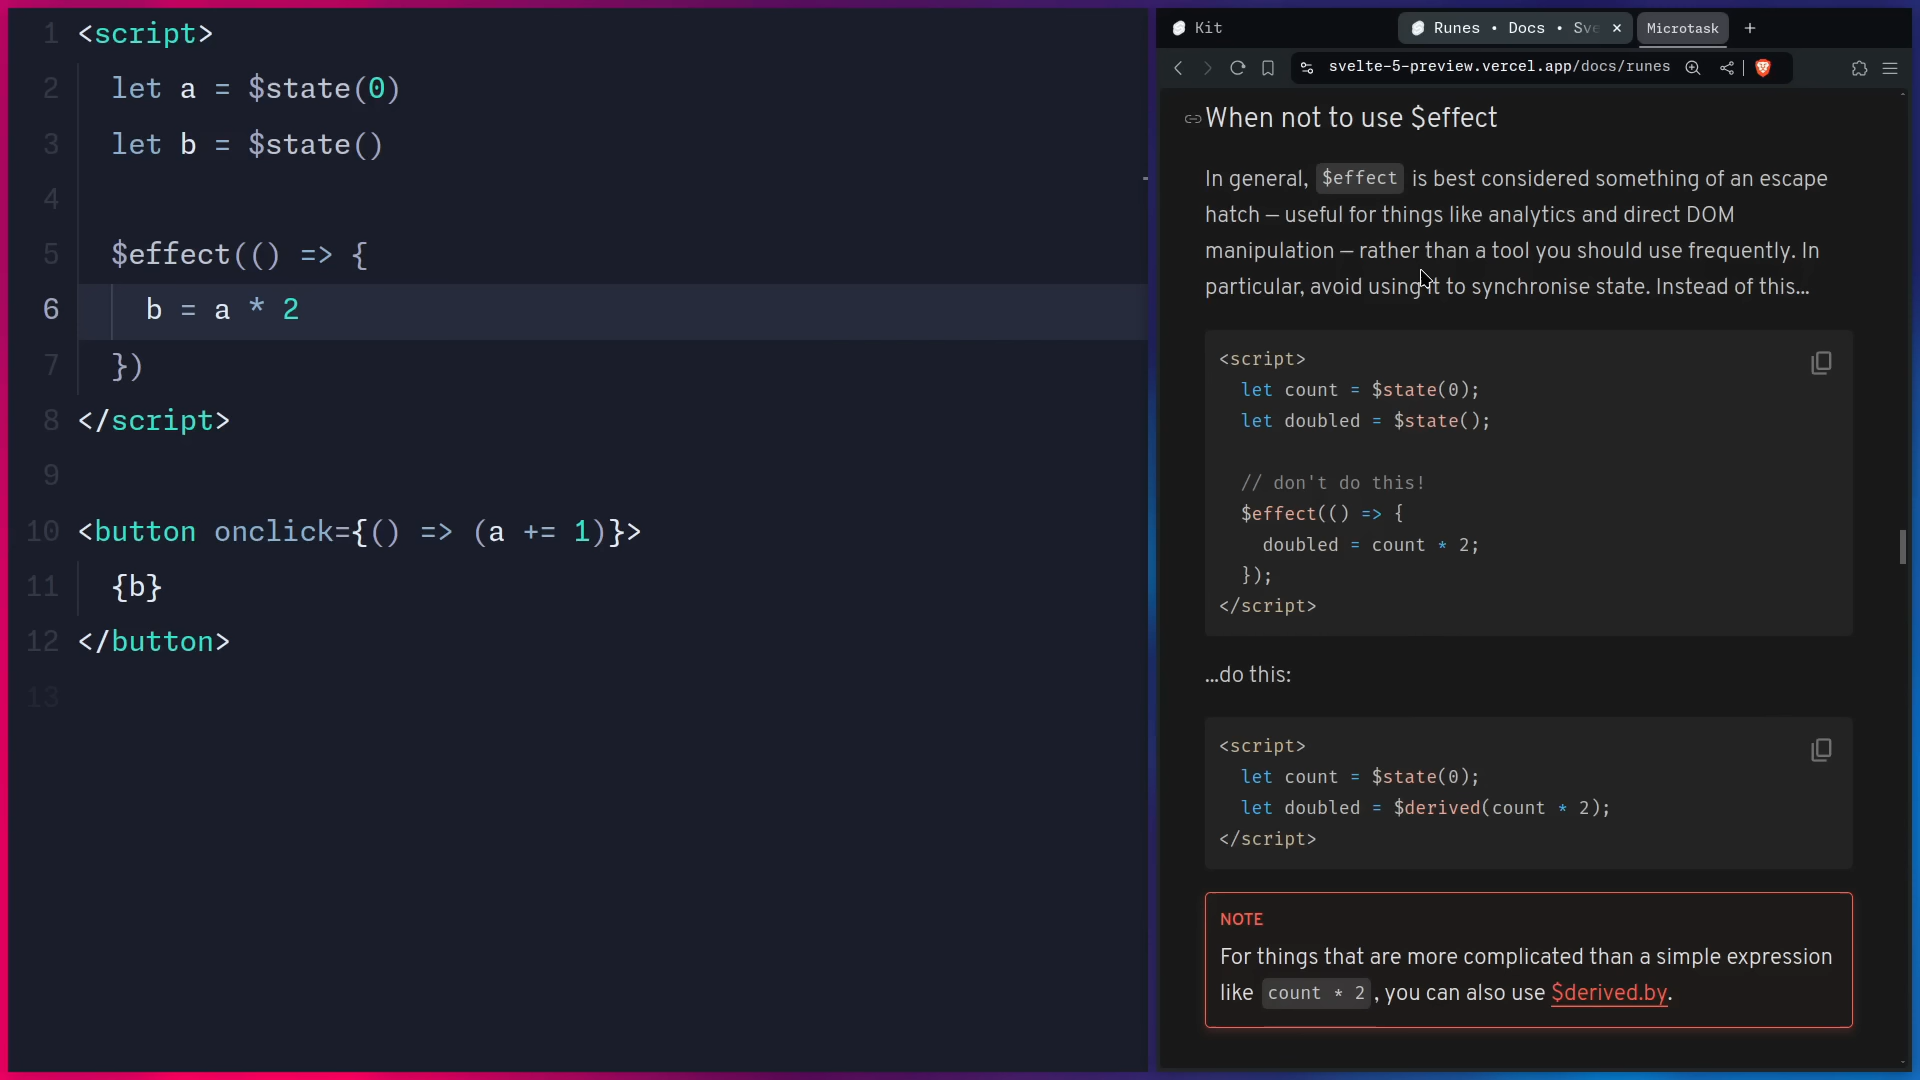 1 <script>
2 let a = $state(0)
3 let b = $state()
4
5 $effect(() => {
6 b = a * 2
7 })
8 </script>
9
10 <button onclick={() => (a += 1)}>
11 {b}
12 </button>
13
Kit
Runes • Docs • Sve
Microtask
svelte-5-preview.vercel.app/docs/runes
When not to use $effect
In general, $effect is best considered something of an escape
hatch — useful for things like analytics and direct DOM
manipulation — rather than a tool you should use frequently. In
particular, avoid using it to synchronise state. Instead of this...
<script>
let count = $state(0);
let doubled = $state();
// don't do this!
$effect(() => {
doubled = count * 2;
});
</script>
...do this:
<script>
let count = $state(0);
let doubled = $derived(count * 2);
</script>
NOTE
For things that are more complicated than a simple expression
like count * 2, you can also use $derived.by.